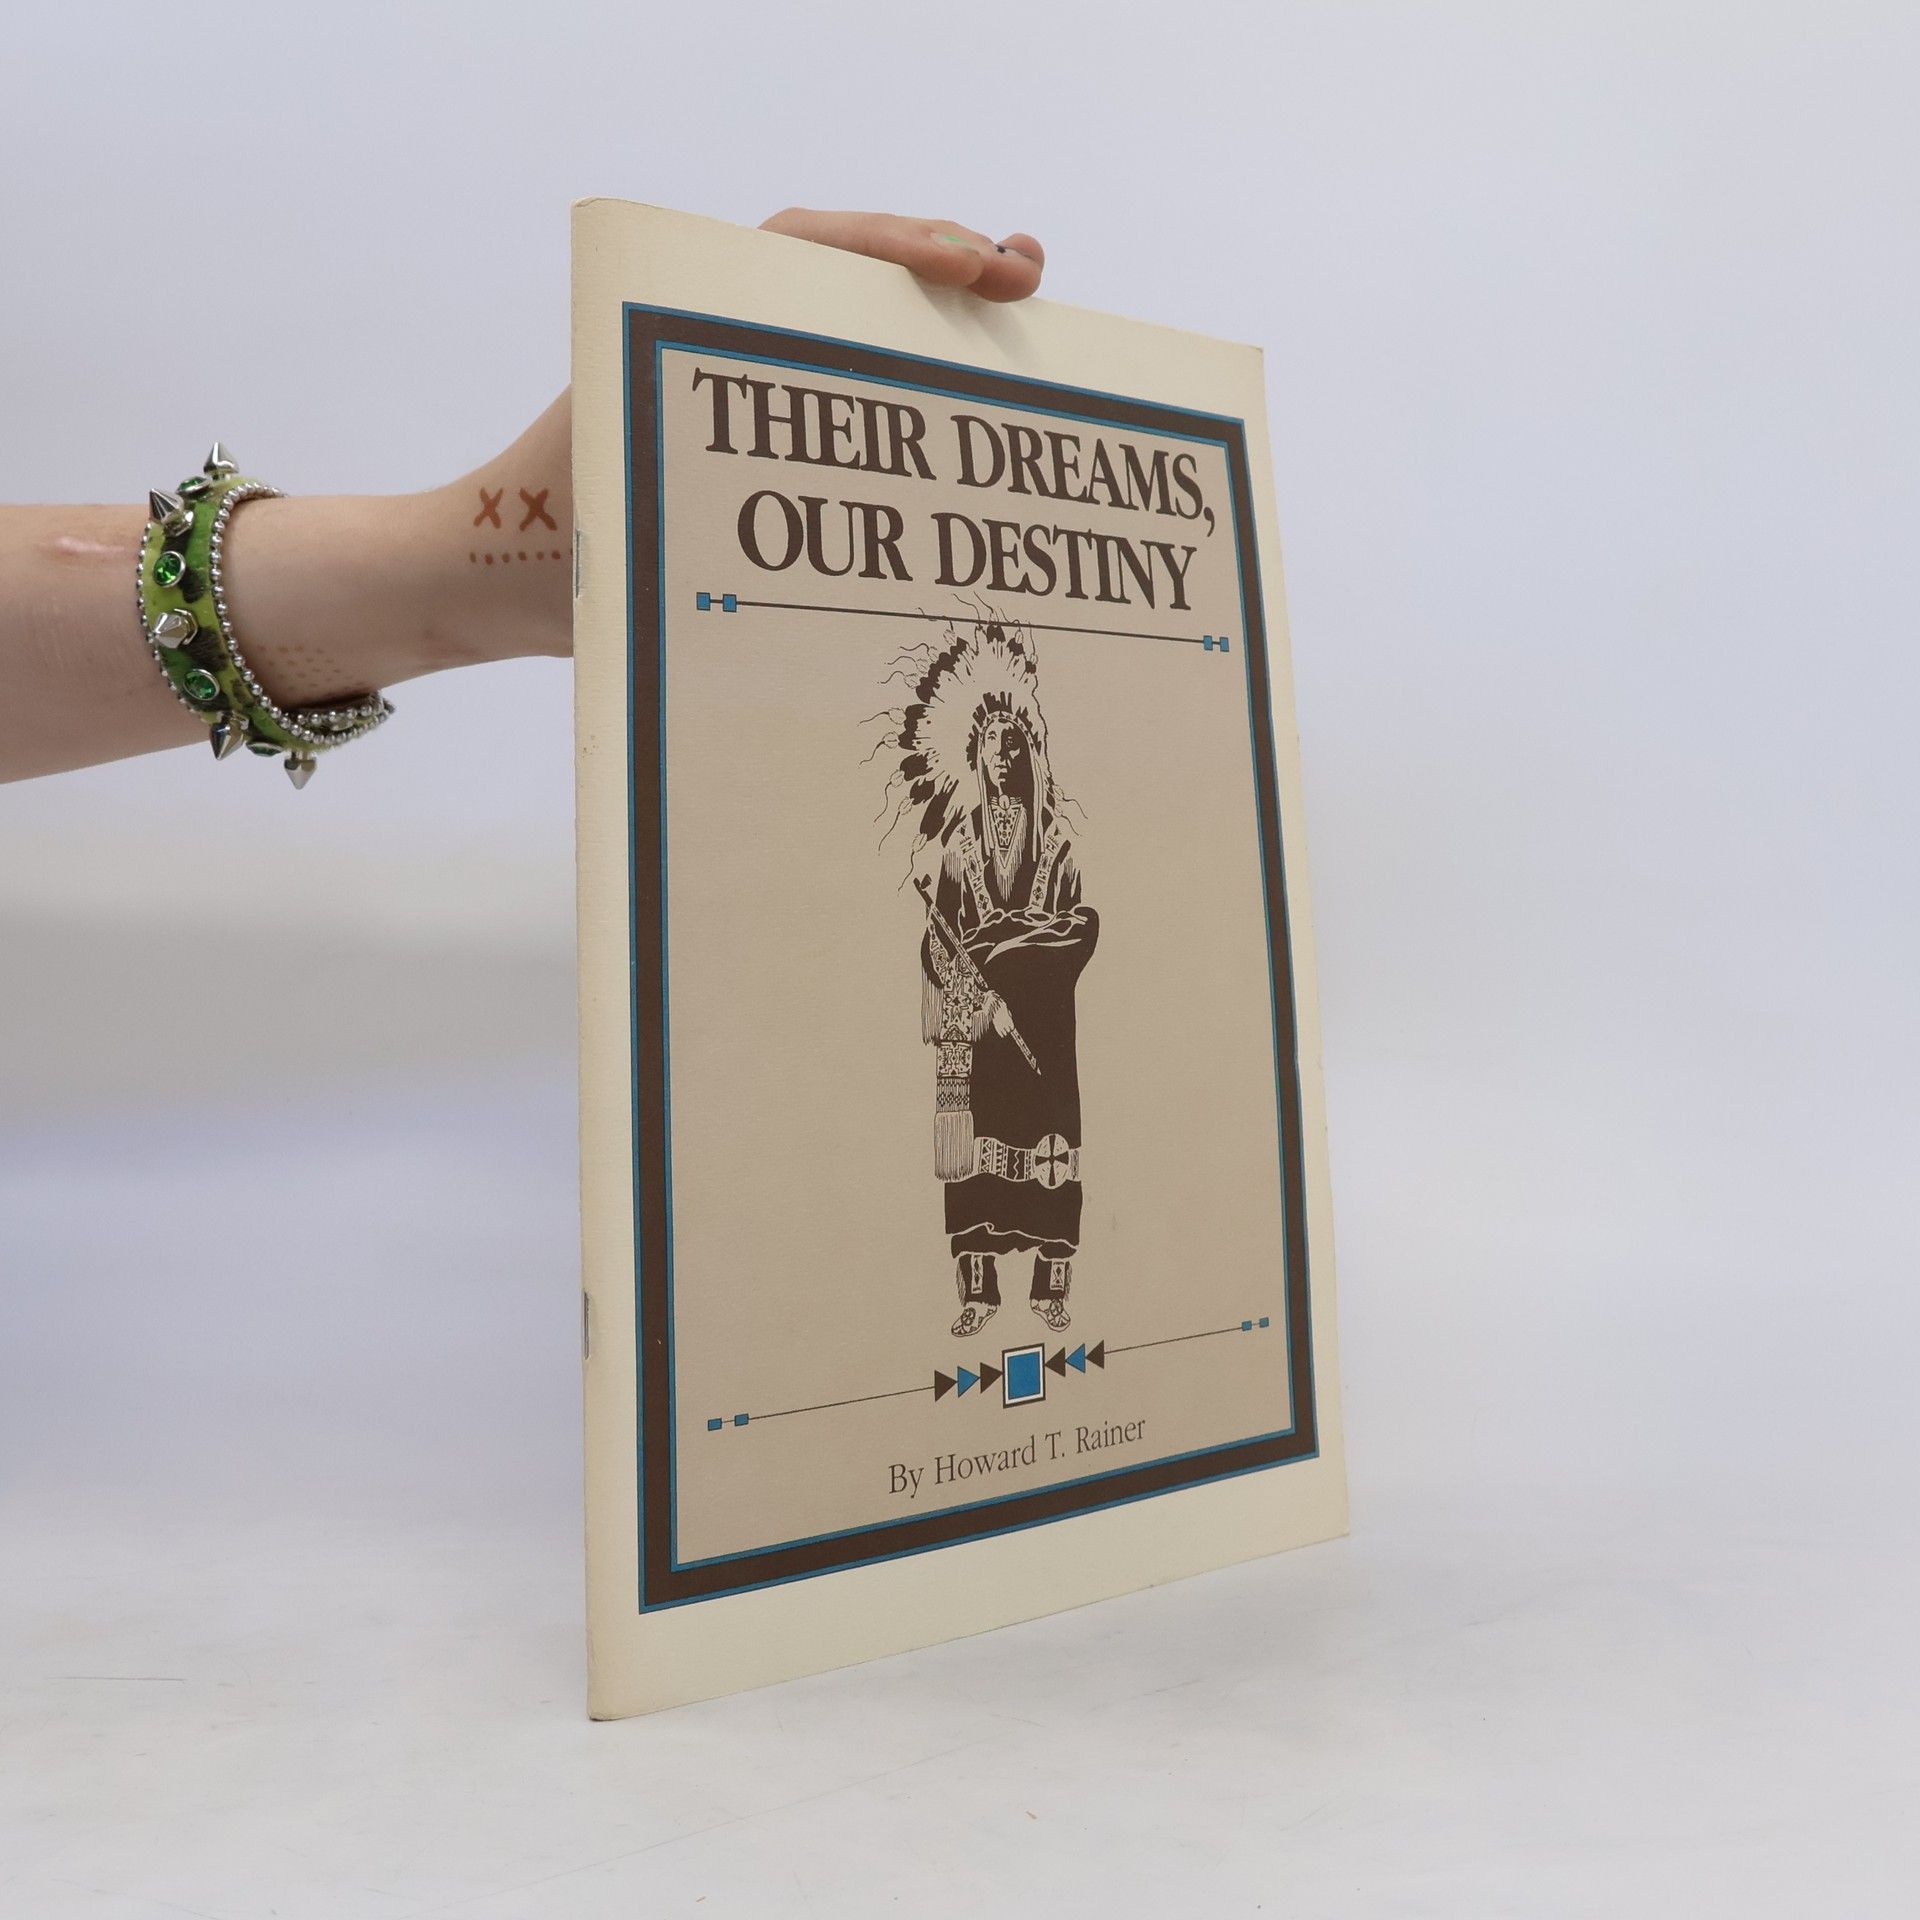 THEIR DREAMS,
OUR DESTINY
By Howard T. Rainer